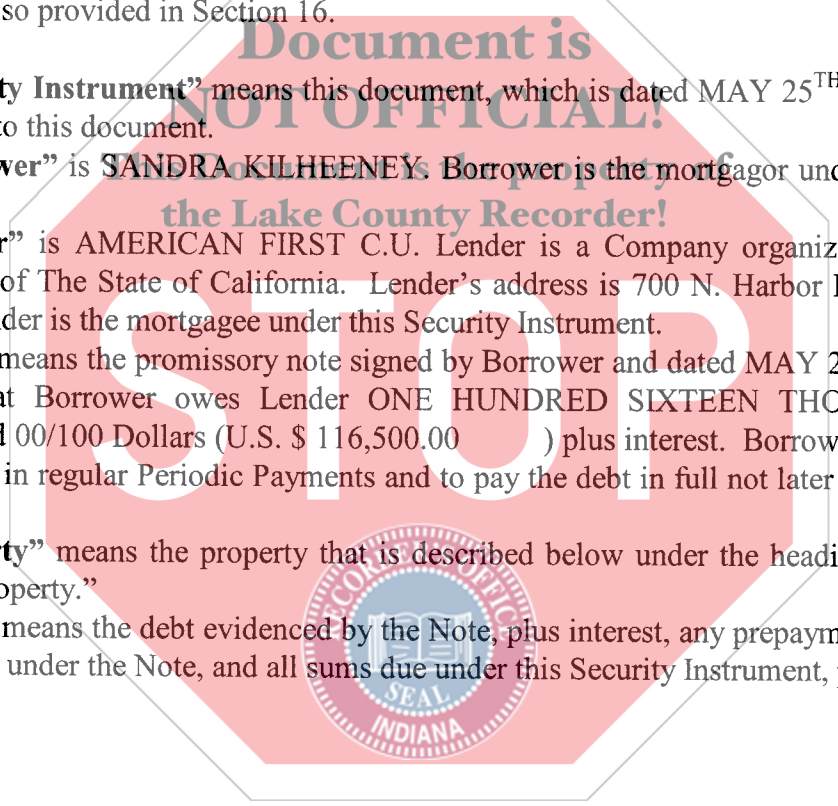 so provided in Section 16.
Document is
ty Instrument” means this document, which is dated MAY 25TH
NOT OFFICIAL!
to this document.
wer” is SANDRA KILHEENEY. Borrower is the mortgagor und
This Document is the property of
the Lake County Recorder!
r” is AMERICAN FIRST C.U. Lender is a Company organiz
of The State of California. Lender’s address is 700 N. Harbor
der is the mortgagee under this Security Instrument.
means the promissory note signed by Borrower and dated MAY 2
at Borrower owes Lender ONE HUNDRED SIXTEEN THO
00/100 Dollars (U.S. $ 116,500.00 ) plus interest. Borrow
in regular Periodic Payments and to pay the debt in full not later
STOP
ty” means the property that is described below under the headi
operty.”
means the debt evidenced by the Note, plus interest, any prepaym
under the Note, and all sums due under this Security Instrument,
RECORDER'S OFFICE
SEAL
INDIANA